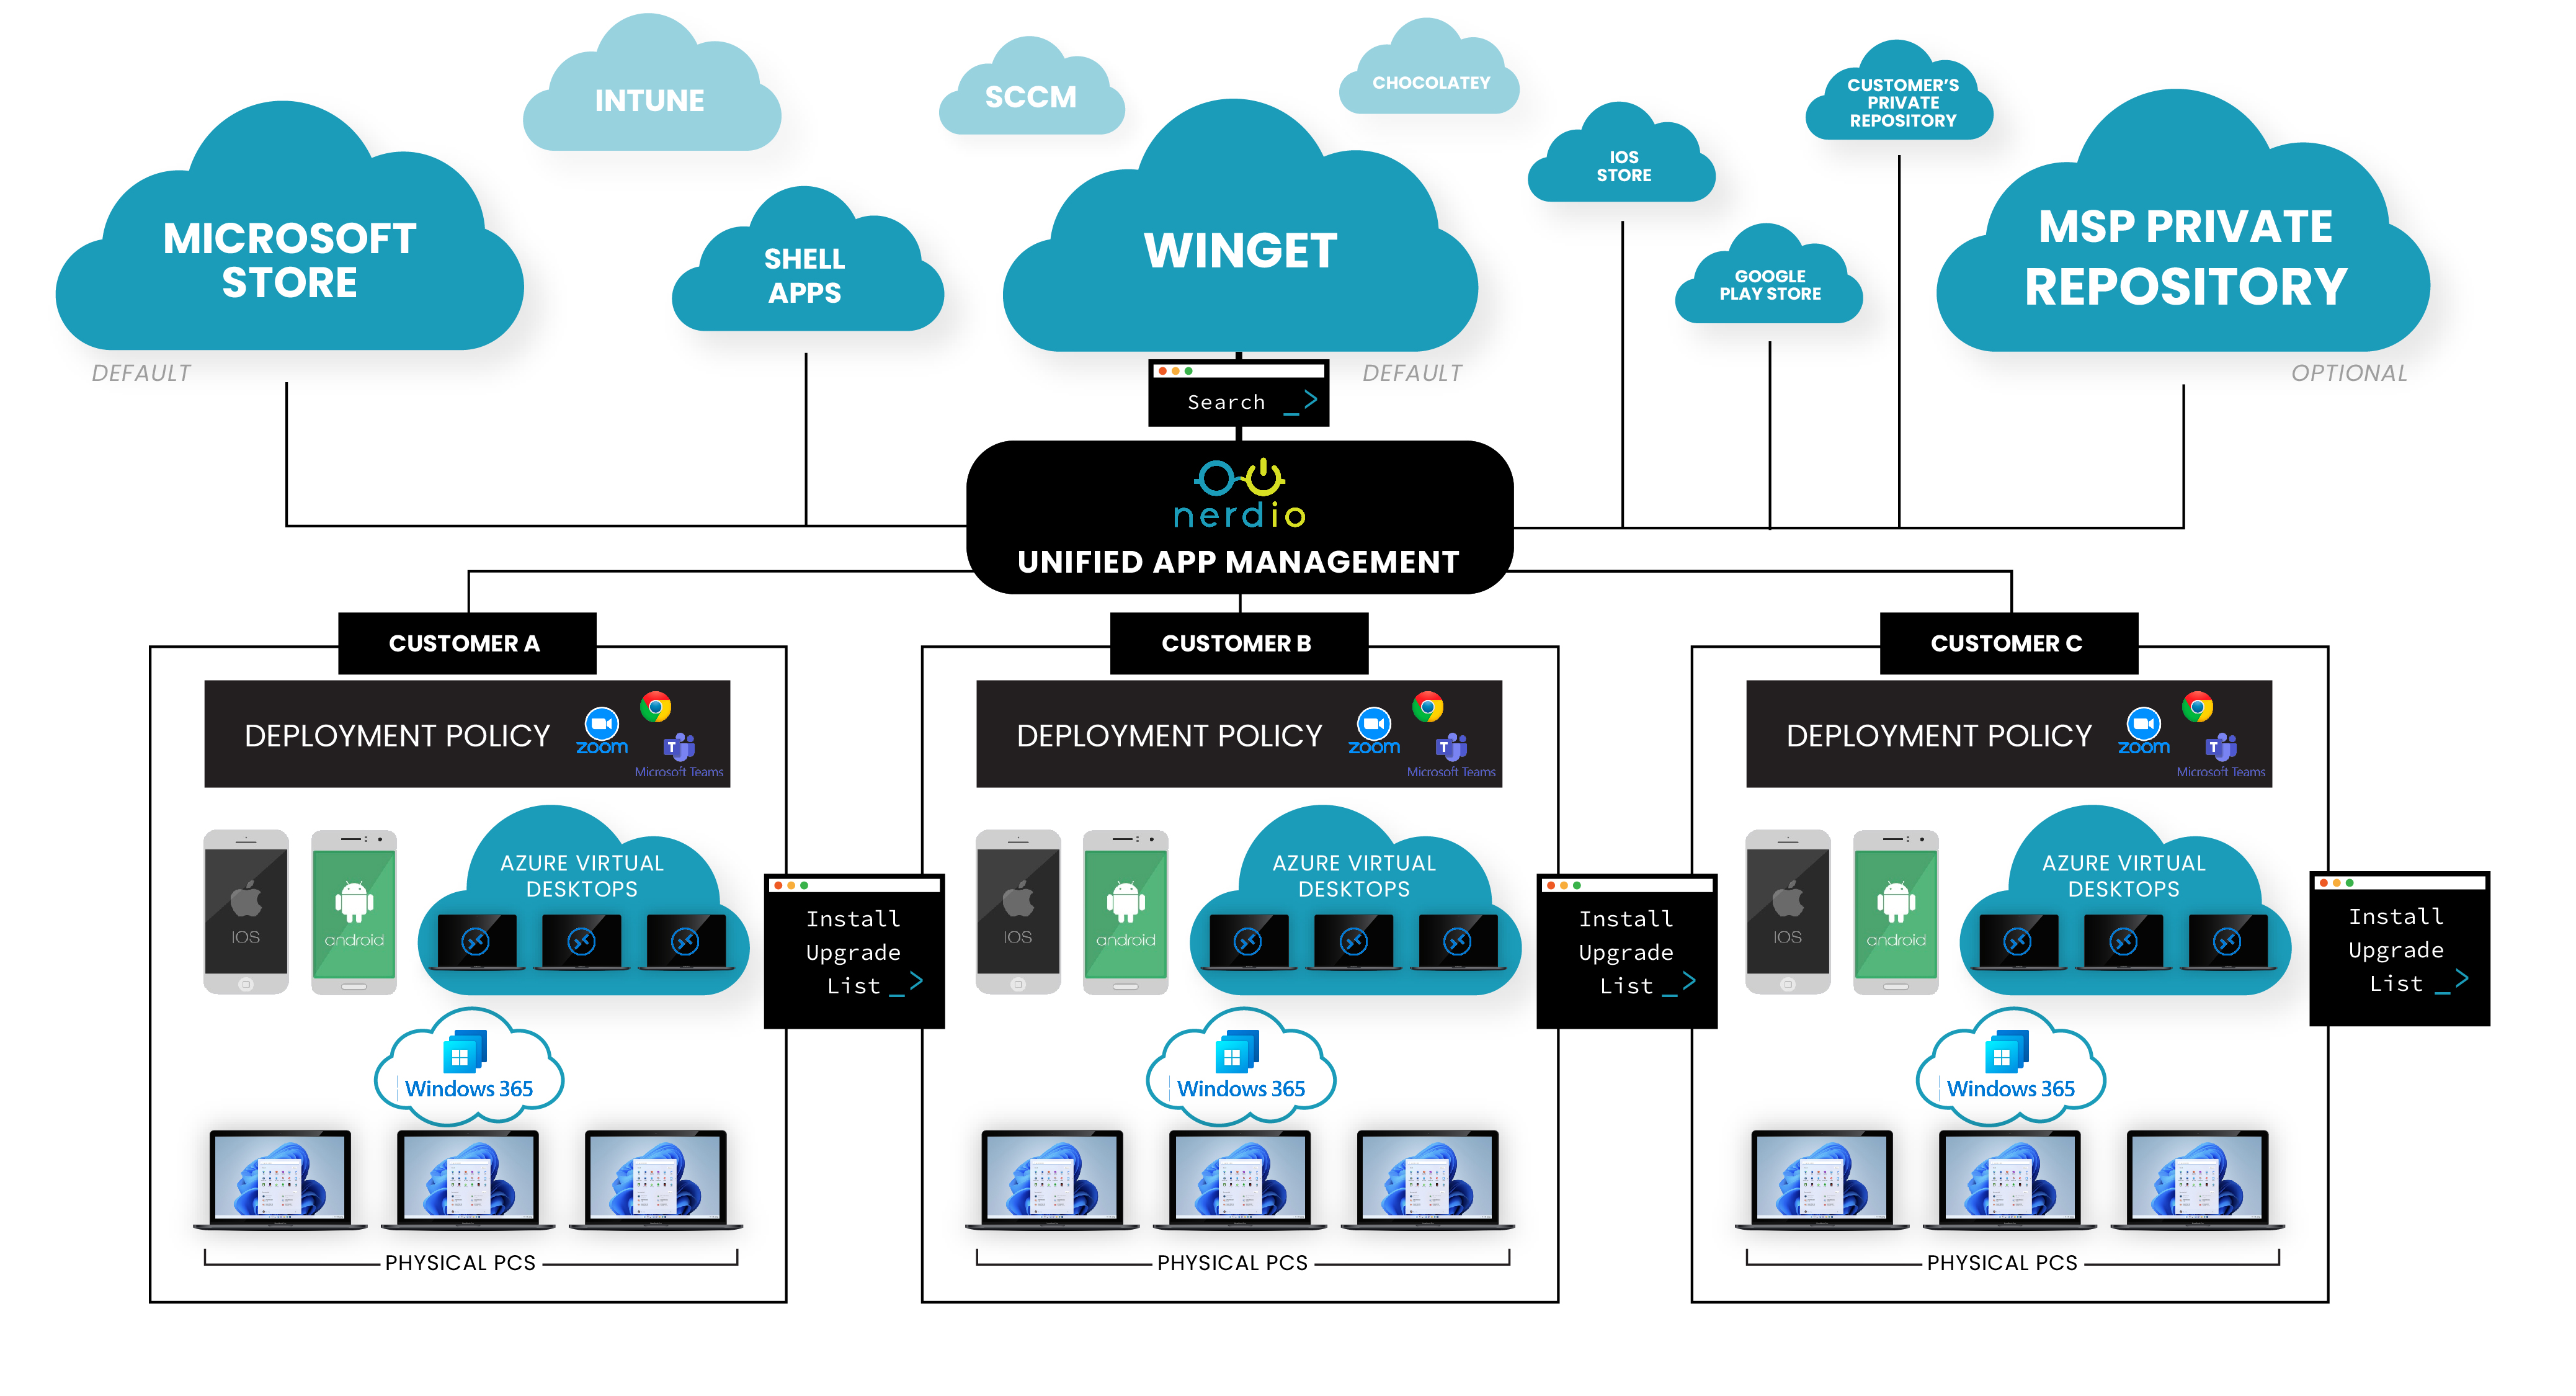 INTUNE
SCCM
CHOCOLATEY
CUSTOMER'S
PRIVATE
REPOSITORY
IOS
STORE
MICROSOFT
STORE
SHELL
APPS
WINGET
GOOGLE
PLAY STORE
MSP PRIVATE
REPOSITORY
DEFAULT
DEFAULT
OPTIONAL
Search _>
nerdio
UNIFIED APP MANAGEMENT
CUSTOMER A
DEPLOYMENT POLICY
zoom
Microsoft Teams
IOS
android
AZURE VIRTUAL
DESKTOPS
Install
Upgrade
List _>
Windows 365
PHYSICAL PCS
CUSTOMER B
DEPLOYMENT POLICY
zoom
Microsoft Teams
IOS
android
AZURE VIRTUAL
DESKTOPS
Install
Upgrade
List _>
Windows 365
PHYSICAL PCS
CUSTOMER C
DEPLOYMENT POLICY
zoom
Microsoft Teams
IOS
android
AZURE VIRTUAL
DESKTOPS
Install
Upgrade
List _>
Windows 365
PHYSICAL PCS